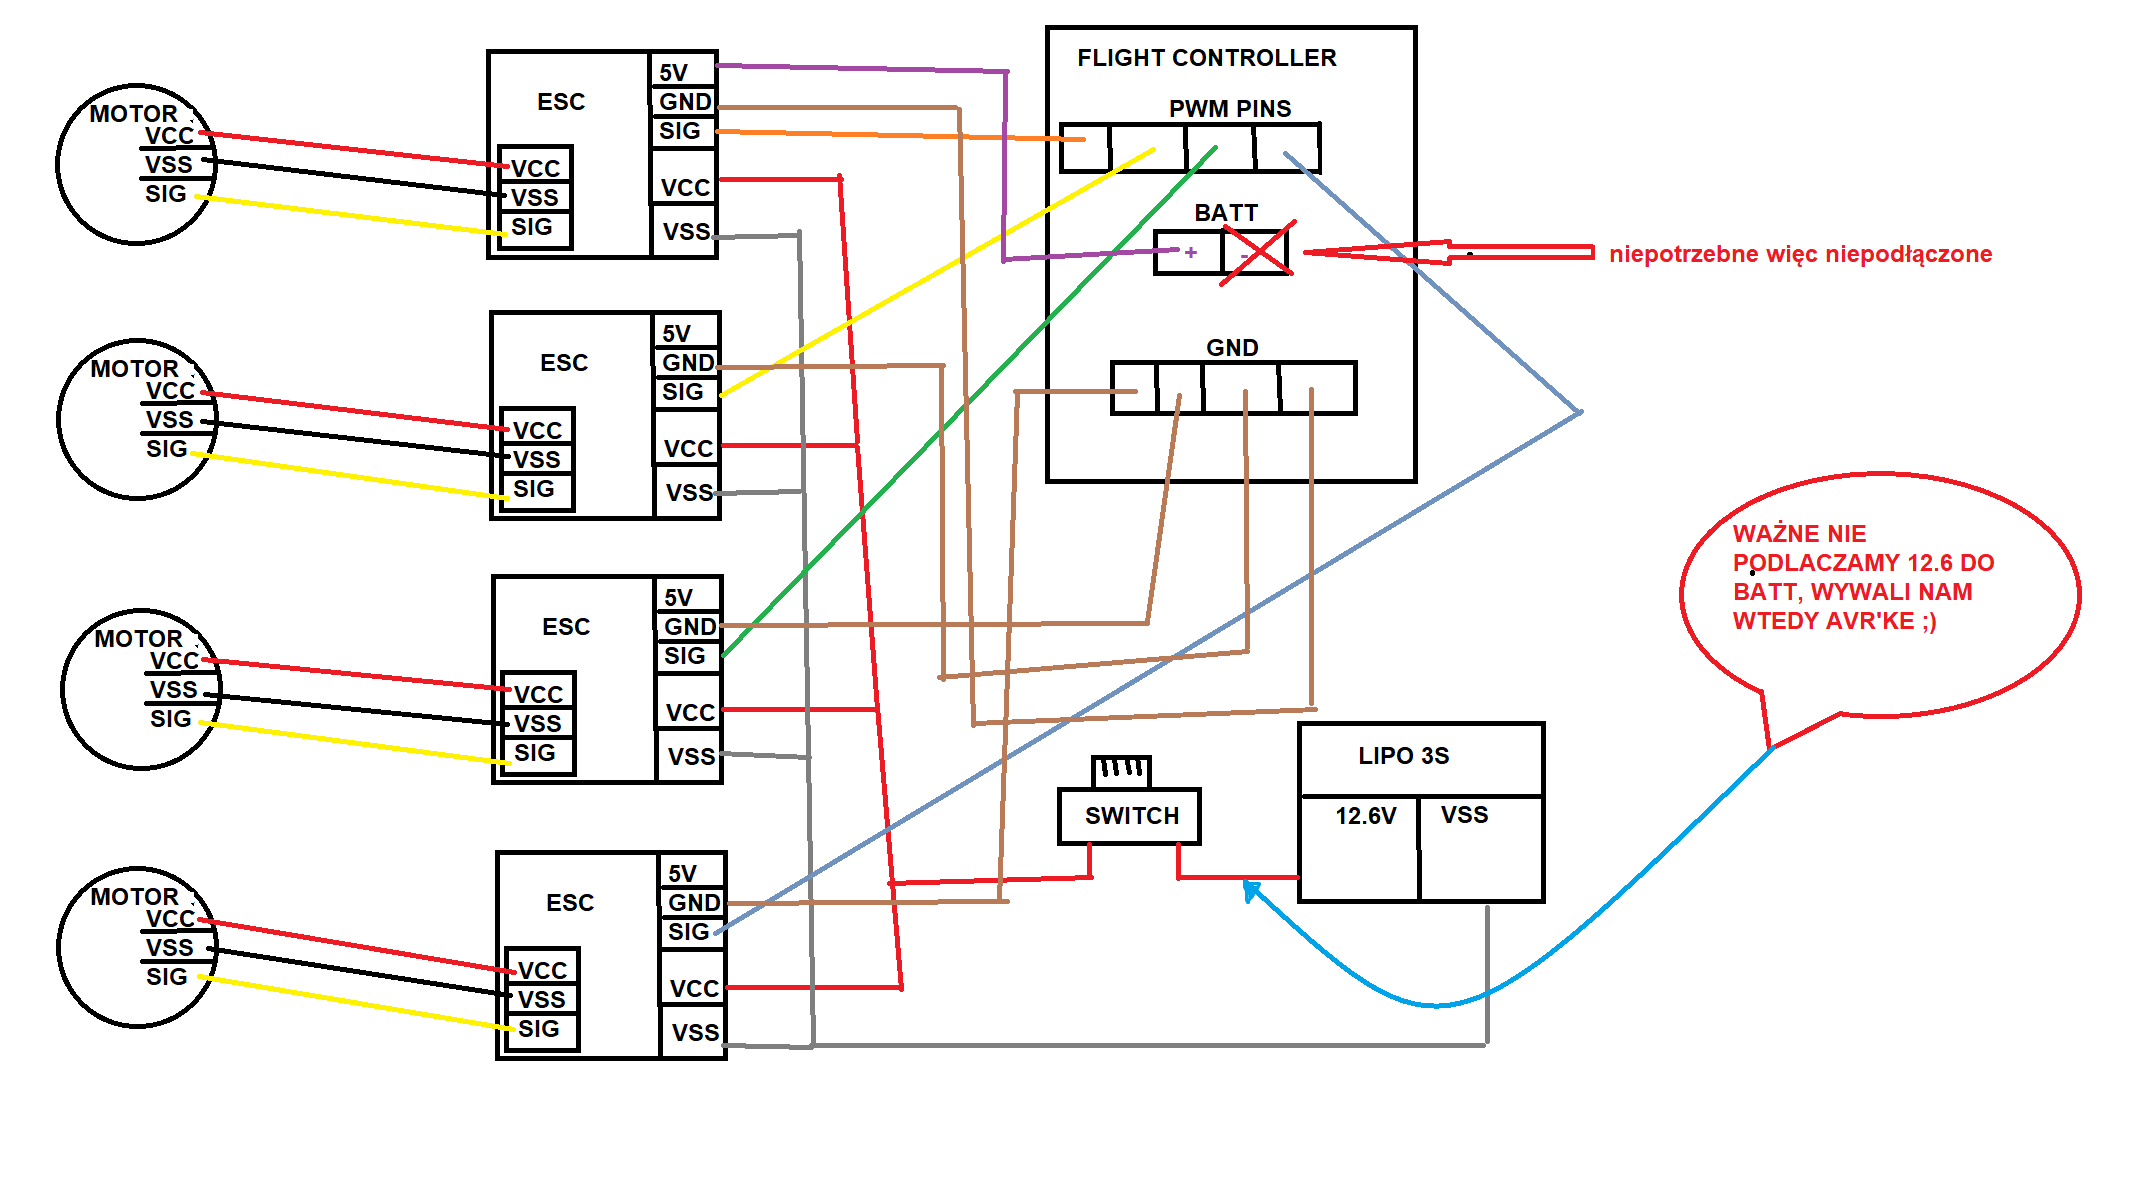 MOTOR
VCC
VSS
SIG
ESC
VCC
VSS
SIG
5V
GND
SIG
VCC
VSS
MOTOR
VCC
VSS
SIG
ESC
VCC
VSS
SIG
5V
GND
SIG
VCC
VSS
MOTOR
VCC
VSS
SIG
ESC
VCC
VSS
SIG
5V
GND
SIG
VCC
VSS
MOTOR
VCC
VSS
SIG
ESC
VCC
VSS
SIG
5V
GND
SIG
VCC
VSS
FLIGHT CONTROLLER
PWM PINS
BATT
+ -
GND
niepotrzebne więc niepodłączone
SWITCH
LIPO 3S
12.6V VSS
WAŻNE NIE
PODLACZAMY 12.6 DO
BATT, WYWALI NAM
WTEDY AVR'KE ;)